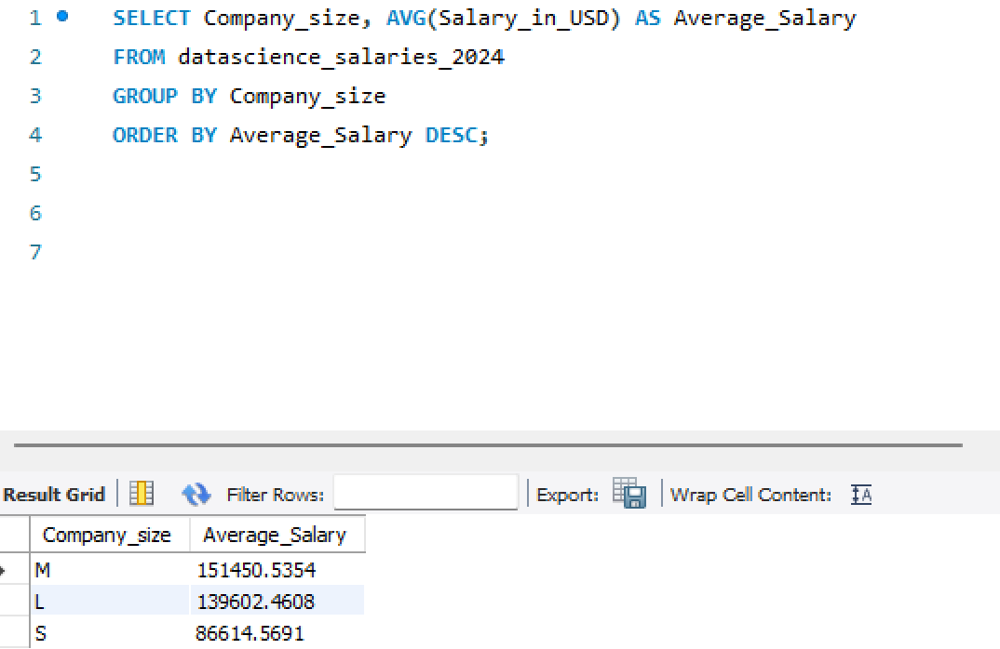 1 SELECT Company_size, AVG(Salary_in_USD) AS Average_Salary
2 FROM datascience_salaries_2024
3 GROUP BY Company_size
4 ORDER BY Average_Salary DESC;
5
6
7
Result Grid Filter Rows: Export: Wrap Cell Content: IA
Company_size Average_Salary
M 151450.5354
L 139602.4608
S 86614.5691